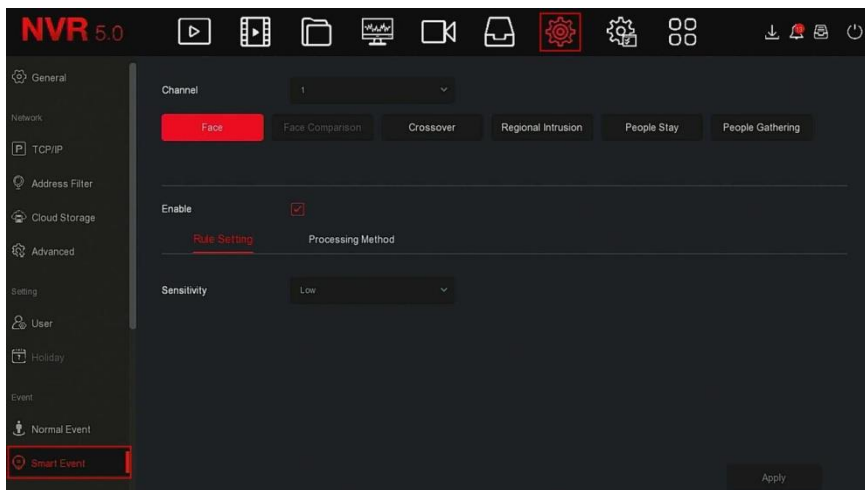 NVR 5.0
General
Network
TCP/IP
Address Filter
Cloud Storage
Advanced
Setting
User
Holiday
Event
Normal Event
Smart Event
Channel 1
Face Face Comparison Crossover Regional Intrusion People Stay People Gathering
Enable
Rule Setting Processing Method
Sensitivity Low
Apply